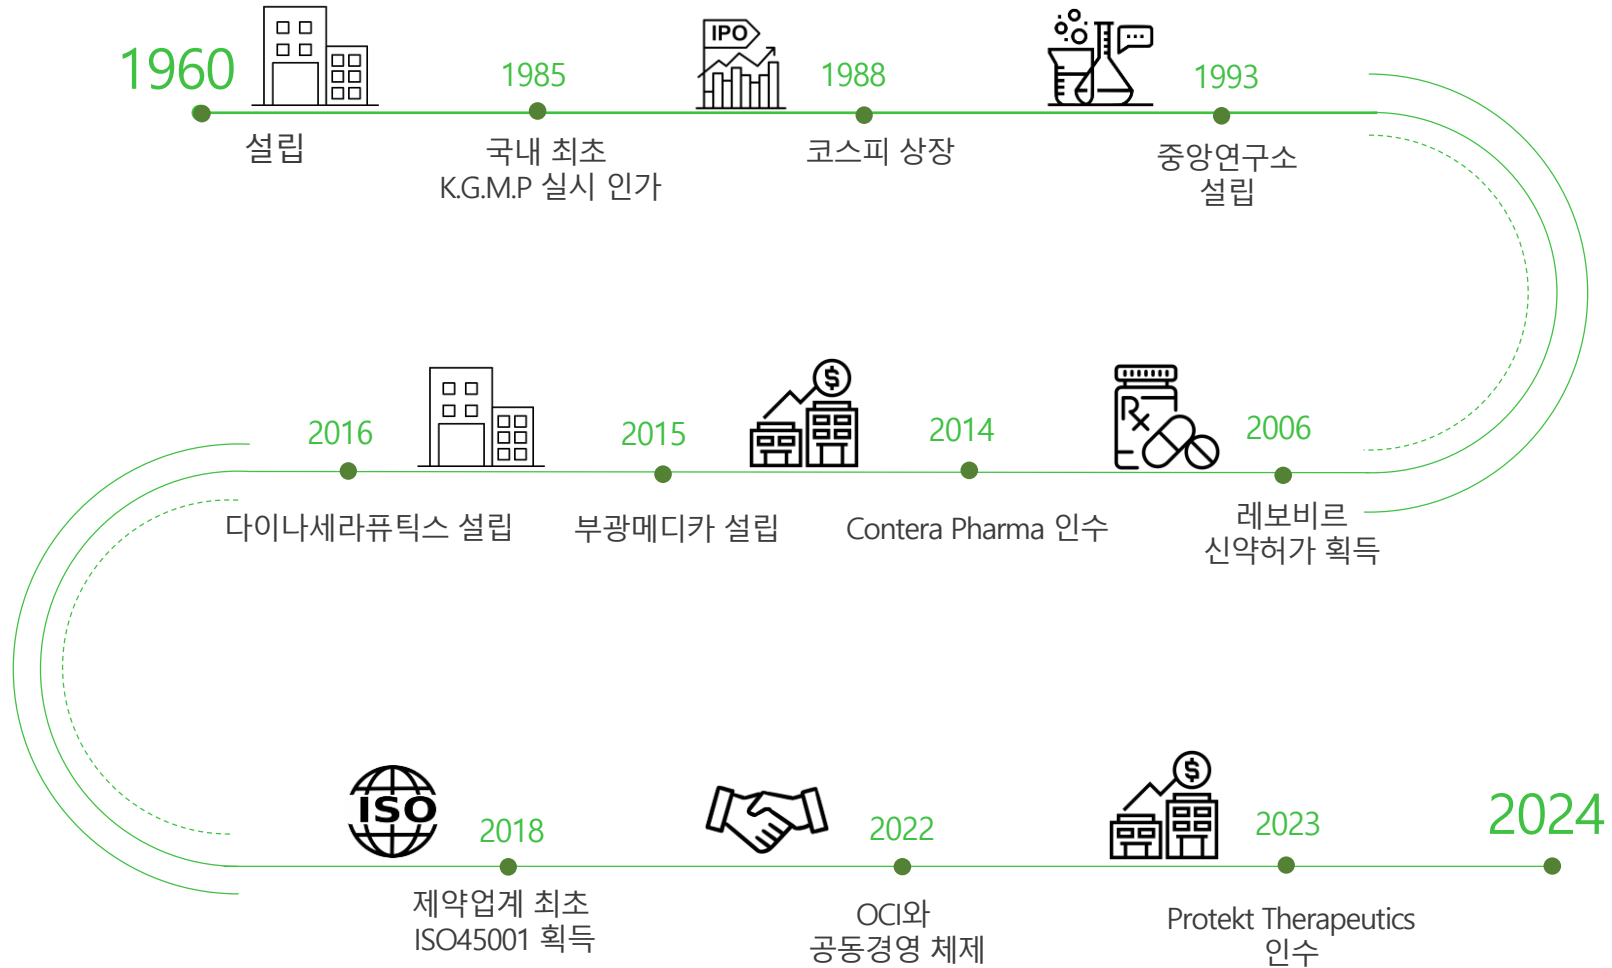 1960
설립
1985
국내 최초
K.G.M.P 실시 인가
IPO
1988
코스피 상장
1993
중앙연구소
설립
2016
다이나세라퓨틱스 설립
2015
부광메디카 설립
$
2014
Contera Pharma 인수
Rx
2006
레보비르
신약허가 획득
ISO
2018
제약업계 최초
ISO45001 획득
2022
OCI와
공동경영 체제
$
2023
Protekt Therapeutics
인수
2024